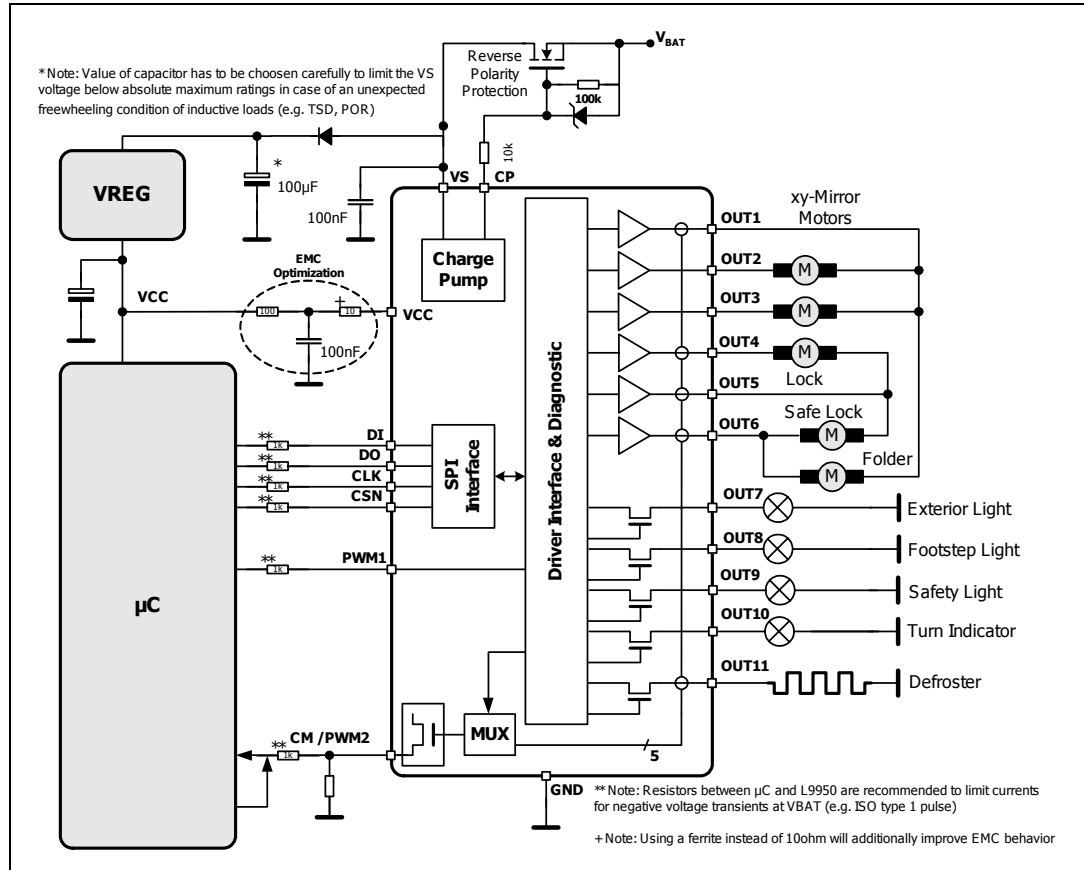 V BAT
Reverse
Polarity
Protection
100k
*Note: Value of capacitor has to be choosen carefully to limit the VS
voltage below absolute maximum ratings in case of an unexpected
freewheeling condition of inductive loads (e.g. TSD, POR)
10k
VREG
*
100µF
100nF
VS
CP
Charge
Pump
EMC
Optimization
VCC
100
+
10
VCC
100nF
xy-Mirror
Motors
OUT1
OUT2
M
OUT3
M
OUT4
M
Lock
OUT5
Safe Lock
OUT6
M
Folder
M
Driver Interface & Diagnostic
µC
**
1k
DI
1k
DO
**
1k
CLK
**
1k
CSN
SPI
Interface
**
1k
PWM1
OUT7
Exterior Light
OUT8
Footstep Light
OUT9
Safety Light
OUT10
Turn Indicator
OUT11
Defroster
MUX
5
CM /PWM2
**
1k
GND
**Note: Resistors between µC and L9950 are recommended to limit currents
for negative voltage transients at VBAT (e.g. ISO type 1 pulse)
+Note: Using a ferrite instead of 10ohm will additionally improve EMC behavior